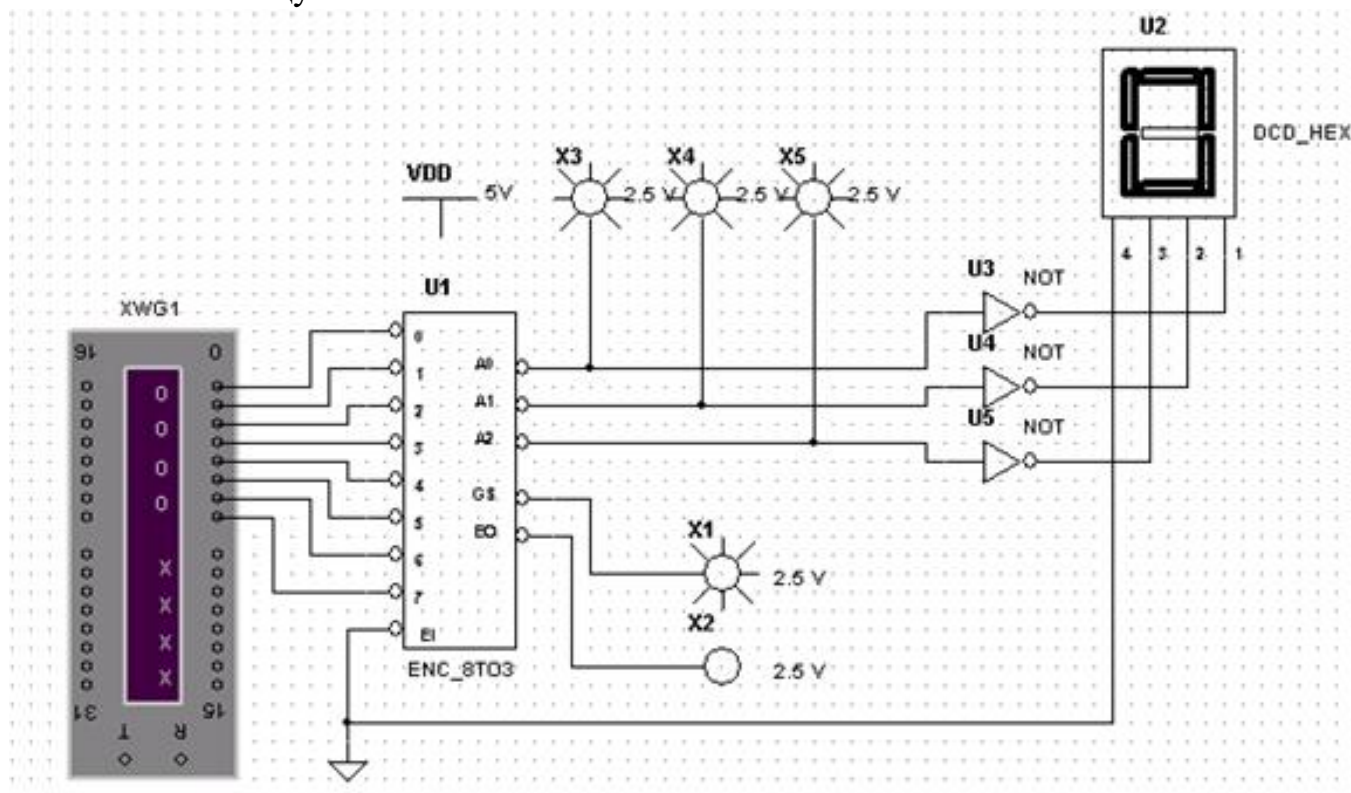 U2
DCD_HEX
4 3 2 1
X3 X4 X5
2.5 V 2.5 V 2.5 V
VDD
5V
U1
XWG1
16 0
0
0
0
0
X
X
X
X
31 15
T R
0
1
2
3
4
5
6
7
EI
A0
A1
A2
GS
EO
ENC_8TO3
U3 NOT
U4 NOT
U5 NOT
X1
2.5 V
X2
2.5 V